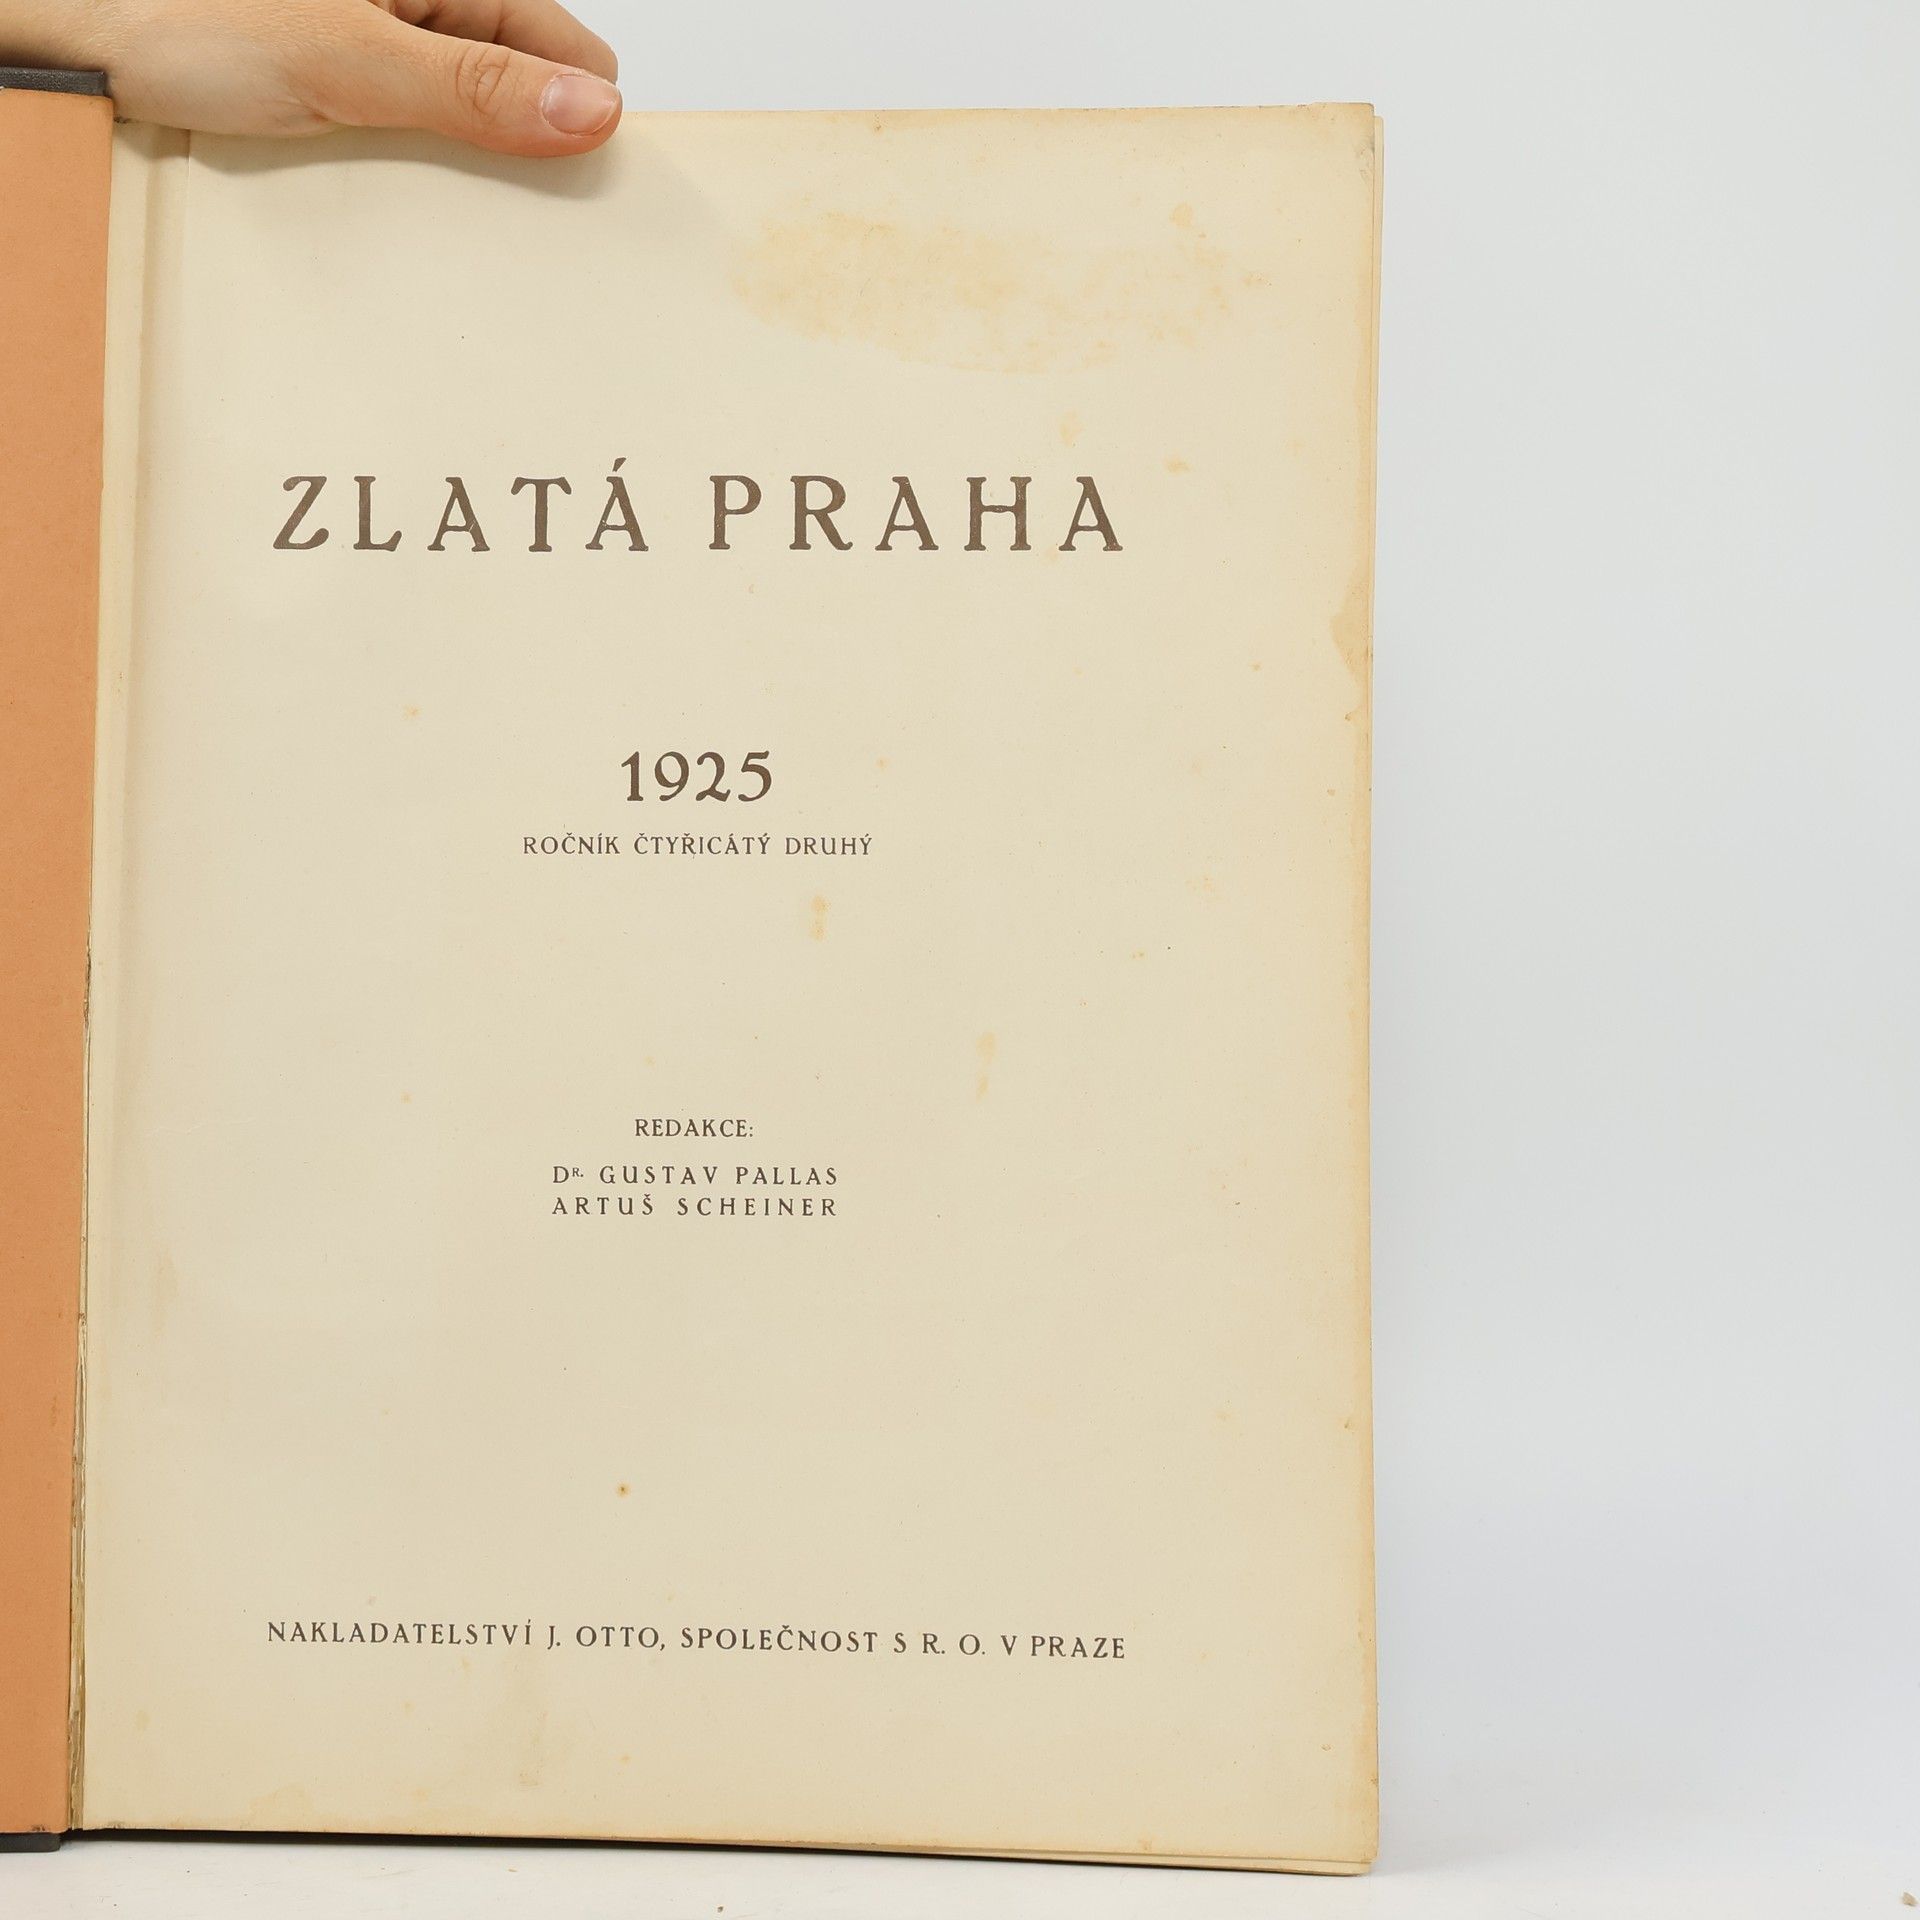 ZLATÁ PRAHA
1925
ROČNÍK ČTYŘICÁTÝ DRUHÝ
REDAKCE:
DR. GUSTAV PALLAS
ARTUŠ SCHEINER
NAKLADATELSTVÍ J. OTTO, SPOLEČNOST S R. O. V PRAZE